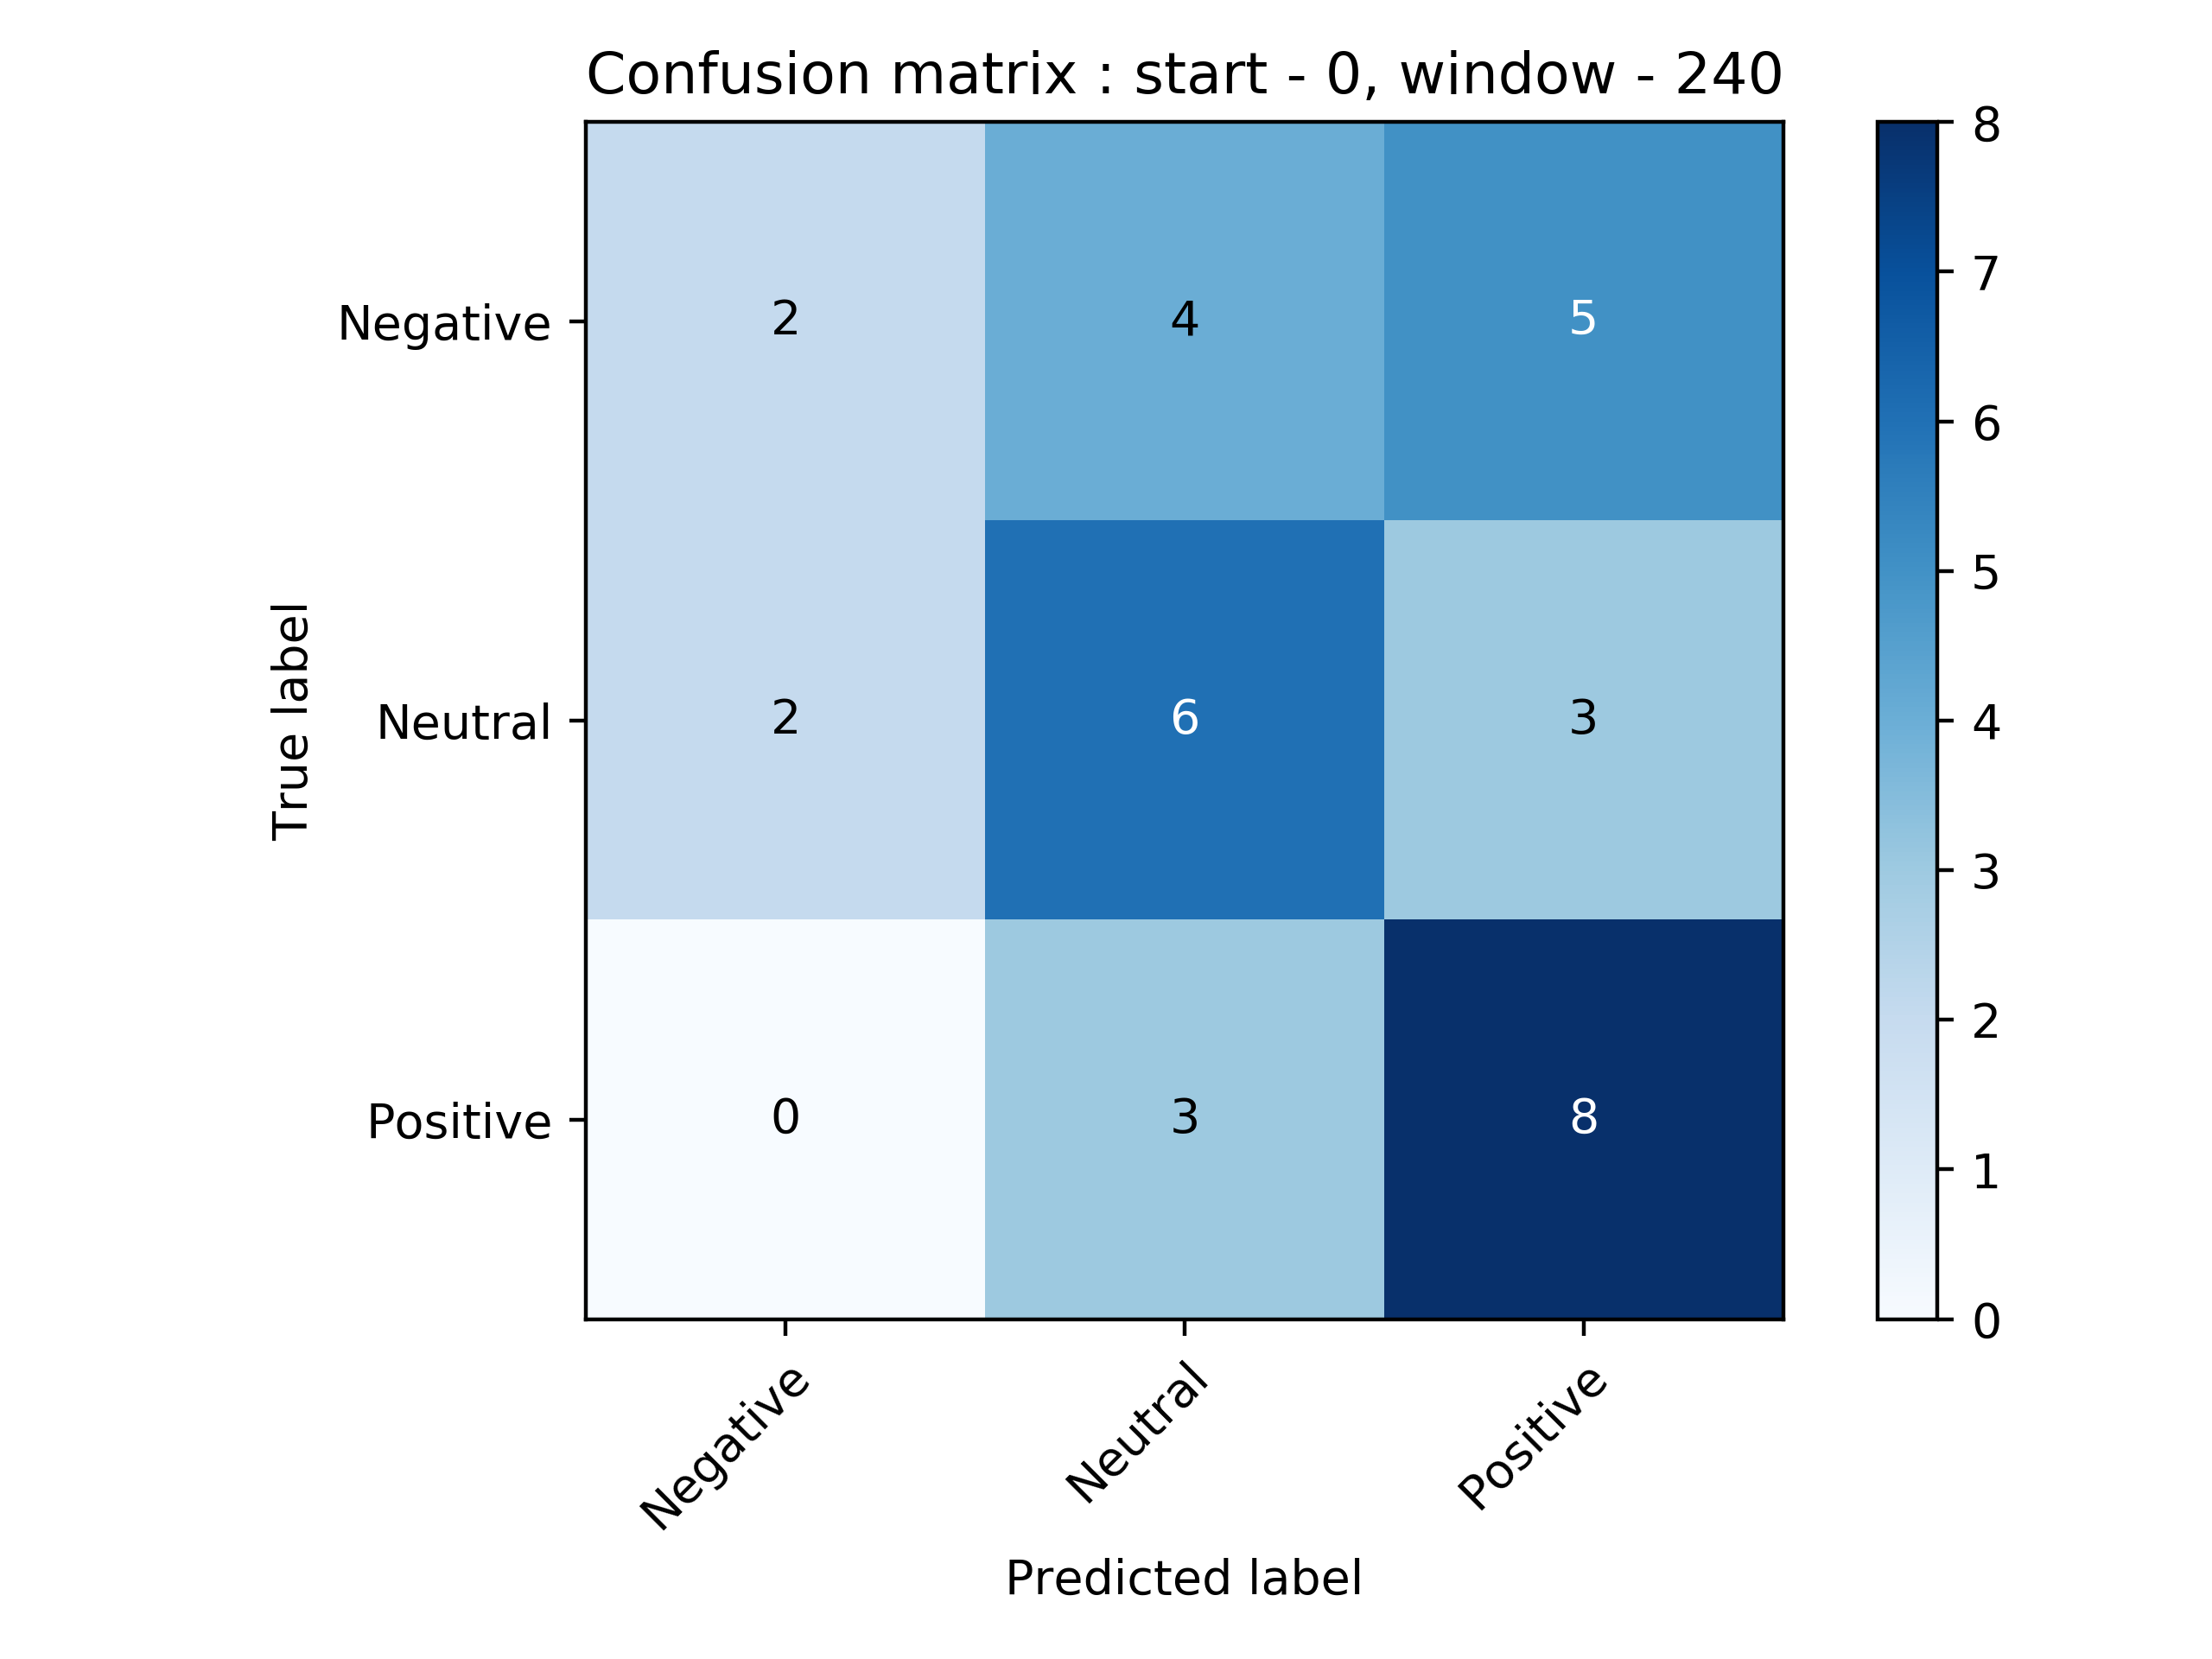 Confusion matrix : start - 0, window - 240
True label
Negative
2 4 5
Neutral
2 6 3
Positive
0 3 8
Negative
Neutral
Positive
Predicted label
8
7
6
5
4
3
2
1
0